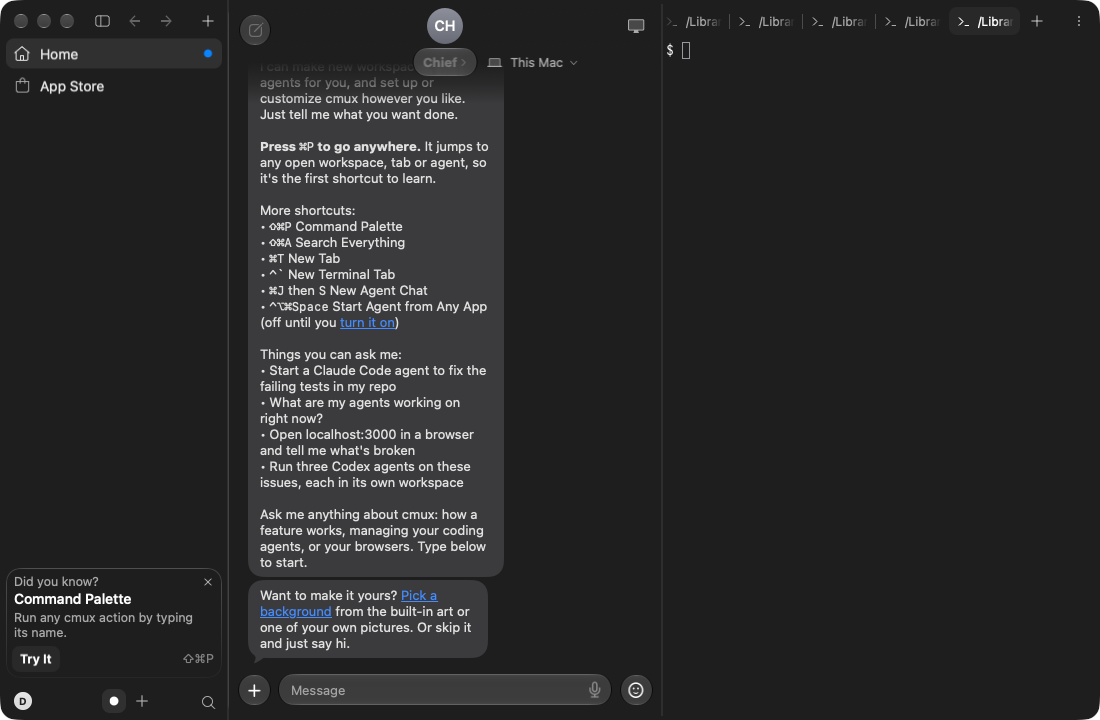 Home
App Store
Did you know?
Command Palette
Run any cmux action by typing
its name.
Try It
⇧⌘P
D
CH
Chief ›
This Mac
I can make new
agents for you, and set up or
customize cmux however you like.
Just tell me what you want done.
Press ⌘P to go anywhere. It jumps to
any open workspace, tab or agent, so
it's the first shortcut to learn.
More shortcuts:
• ⇧⌘P Command Palette
• ⇧⌘A Search Everything
• ⌘T New Tab
• ^` New Terminal Tab
• ⌘J then S New Agent Chat
• ^⌥⌘Space Start Agent from Any App
(off until you turn it on)
Things you can ask me:
• Start a Claude Code agent to fix the
failing tests in my repo
• What are my agents working on
right now?
• Open localhost:3000 in a browser
and tell me what's broken
• Run three Codex agents on these
issues, each in its own workspace
Ask me anything about cmux: how a
feature works, managing your coding
agents, or your browsers. Type below
to start.
Want to make it yours? Pick a
background from the built-in art or
one of your own pictures. Or skip it
and just say hi.
Message
/Librar /Librar /Librar /Librar /Librar
$